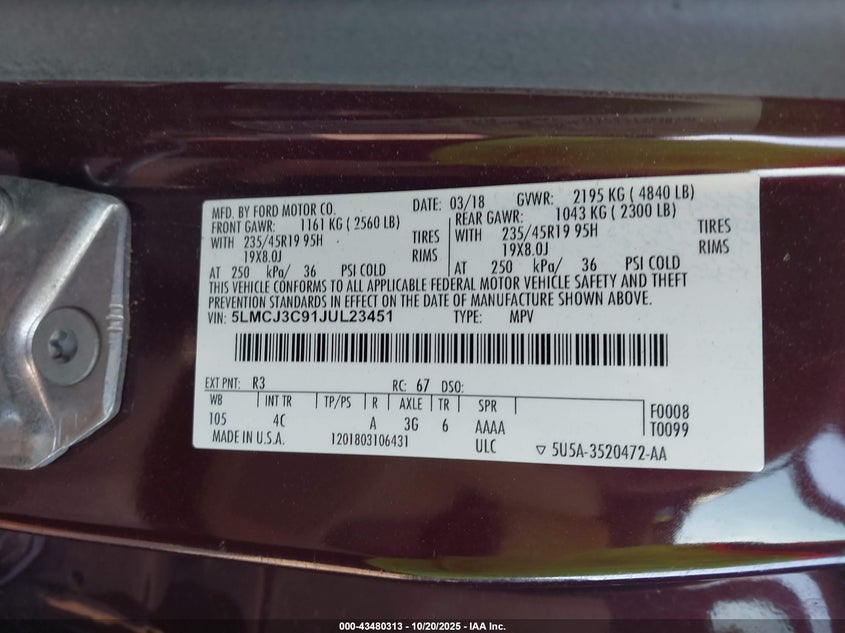 MFD. BY FORD MOTOR CO. DATE: 03/18 GVWR: 2195 KG ( 4840 LB)
FRONT GAWR: 1161 KG ( 2560 LB) REAR GAWR: 1043 KG ( 2300 LB)
WITH 235/45R19 95H TIRES WITH 235/45R19 95H TIRES
19X8.0J RIMS 19X8.0J RIMS
AT 250 kPa/ 36 PSI COLD AT 250 kPa/ 36 PSI COLD
THIS VEHICLE CONFORMS TO ALL APPLICABLE FEDERAL MOTOR VEHICLE SAFETY AND THEFT
PREVENTION STANDARDS IN EFFECT ON THE DATE OF MANUFACTURE SHOWN ABOVE.
VIN: 5LMCJ3C91JUL23451 TYPE: MPV
EXT PNT: R3 RC: 67 DSO:
WB INT TR TP/PS R AXLE TR SPR F0008
105 4C A 3G 6 AAAA T0099
MADE IN U.S.A. 1201803106431 ULC ▽ 5U5A-3520472-AA
000-43480313 - 10/20/2025 - IAA Inc.